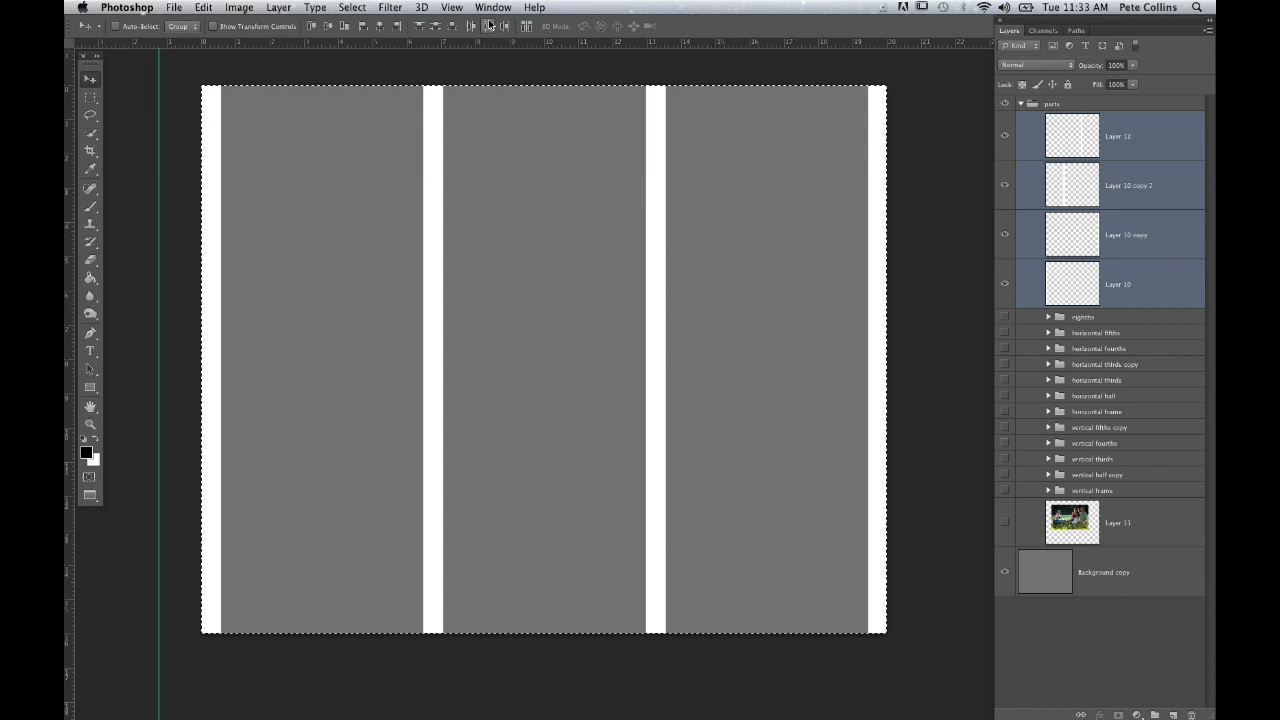 Photoshop File Edit Image Layer Type Select Filter 3D View Window Help Tue 11:33 AM Pete Collins
Auto-Select: Group Show Transform Controls 3D Mode:
Layers Channels Paths
Kind
Normal Opacity: 100%
Lock: Fill: 100%
parts
Layer 12
Layer 10 copy 2
Layer 10 copy
Layer 10
eighths
horizontal fifths
horizontal fourths
horizontal thirds copy
horizontal thirds
horizontal half
horizontal frame
vertical fifths copy
vertical fourths
vertical thirds
vertical half copy
vertical frame
Layer 11
Background copy